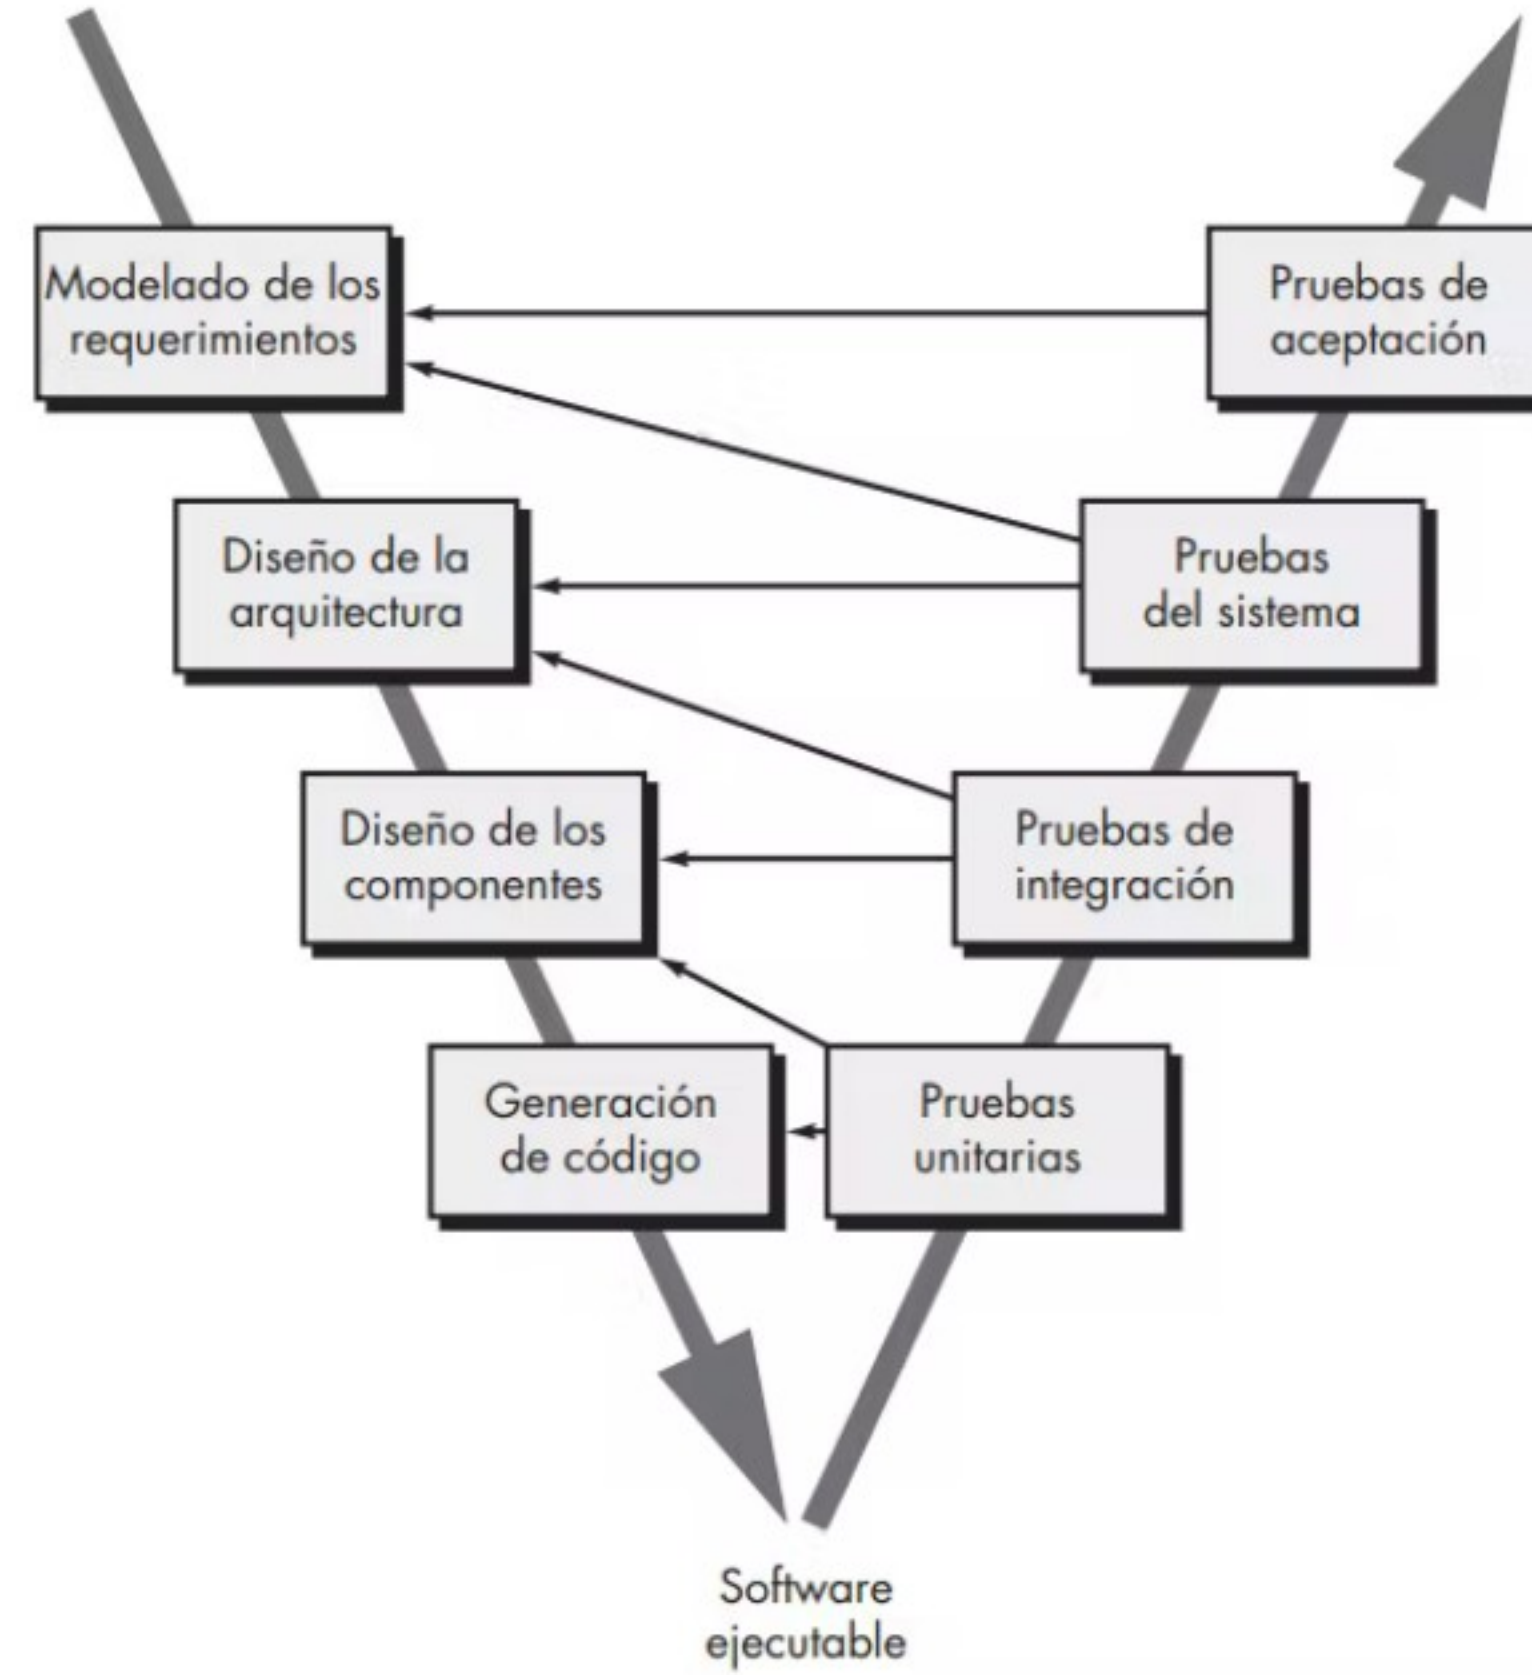 Modelado de los
requerimientos
Pruebas de
aceptación
Diseño de la
arquitectura
Pruebas
del sistema
Diseño de los
componentes
Pruebas de
integración
Generación
de código
Pruebas
unitarias
Software
ejecutable